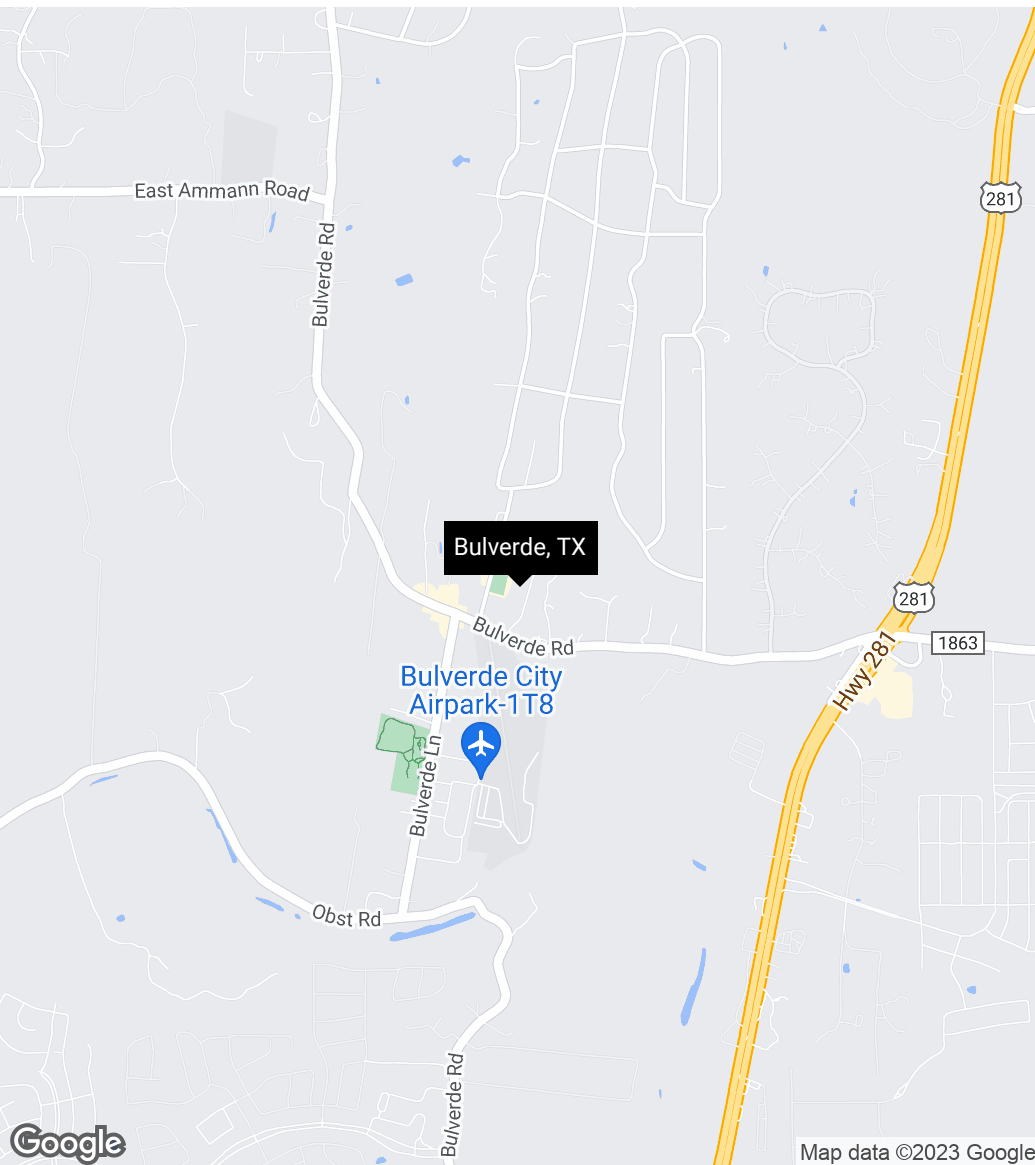 281
East Ammann Road
Bulverde Rd
Bulverde, TX
281
Bulverde Rd
1863
Hwy 281
Bulverde City
Airpark-1T8
Bulverde Ln
Obst Rd
Bulverde Rd
Google
Map data ©2023 Google